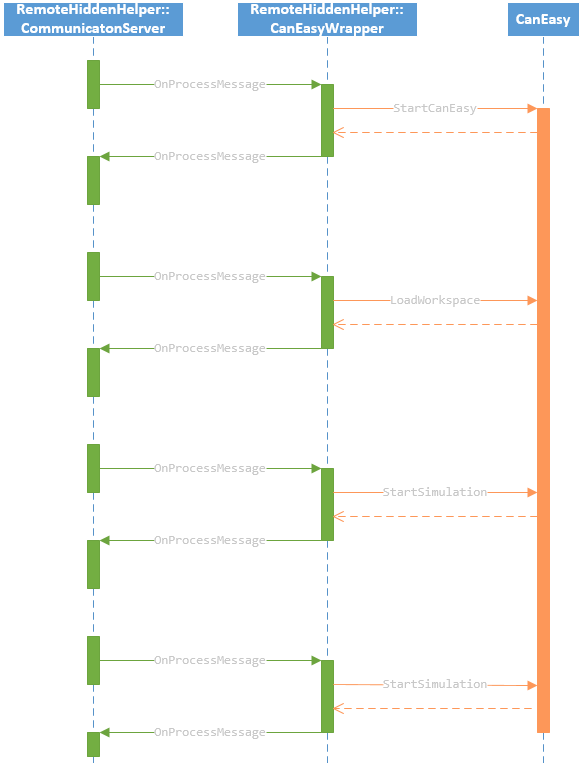 RemoteHiddenHelper::
CommunicatonServer
RemoteHiddenHelper::
CanEasyWrapper
CanEasy
OnProcessMessage
StartCanEasy
OnProcessMessage
OnProcessMessage
LoadWorkspace
OnProcessMessage
OnProcessMessage
StartSimulation
OnProcessMessage
OnProcessMessage
StartSimulation
OnProcessMessage